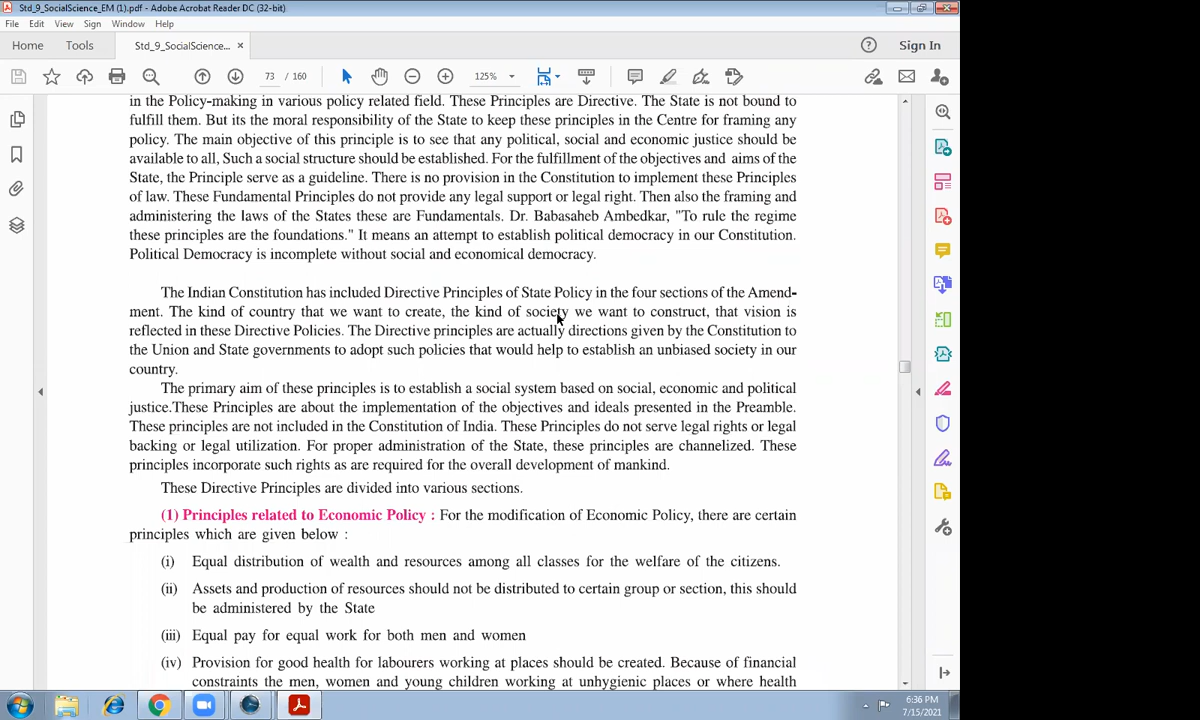 Std_9_SocialScience_EM (1).pdf - Adobe Acrobat Reader DC (32-bit)
File Edit View Sign Window Help
Home Tools Std_9_SocialScience... × Sign In
73 / 160 125%
in the Policy-making in various policy related field. These Principles are Directive. The State is not bound to
fulfill them. But its the moral responsibility of the State to keep these principles in the Centre for framing any
policy. The main objective of this principle is to see that any political, social and economic justice should be
available to all, Such a social structure should be established. For the fulfillment of the objectives and aims of the
State, the Principle serve as a guideline. There is no provision in the Constitution to implement these Principles
of law. These Fundamental Principles do not provide any legal support or legal right. Then also the framing and
administering the laws of the States these are Fundamentals. Dr. Babasaheb Ambedkar, "To rule the regime
these principles are the foundations." It means an attempt to establish political democracy in our Constitution.
Political Democracy is incomplete without social and economical democracy.
The Indian Constitution has included Directive Principles of State Policy in the four sections of the Amend-
ment. The kind of country that we want to create, the kind of society we want to construct, that vision is
reflected in these Directive Policies. The Directive principles are actually directions given by the Constitution to
the Union and State governments to adopt such policies that would help to establish an unbiased society in our
country.
The primary aim of these principles is to establish a social system based on social, economic and political
justice.These Principles are about the implementation of the objectives and ideals presented in the Preamble.
These principles are not included in the Constitution of India. These Principles do not serve legal rights or legal
backing or legal utilization. For proper administration of the State, these principles are channelized. These
principles incorporate such rights as are required for the overall development of mankind.
These Directive Principles are divided into various sections.
(1) Principles related to Economic Policy : For the modification of Economic Policy, there are certain
principles which are given below :
(i) Equal distribution of wealth and resources among all classes for the welfare of the citizens.
(ii) Assets and production of resources should not be distributed to certain group or section, this should
be administered by the State
(iii) Equal pay for equal work for both men and women
(iv) Provision for good health for labourers working at places should be created. Because of financial
constraints the men, women and young children working at unhygienic places or where health
6:36 PM
7/15/2021